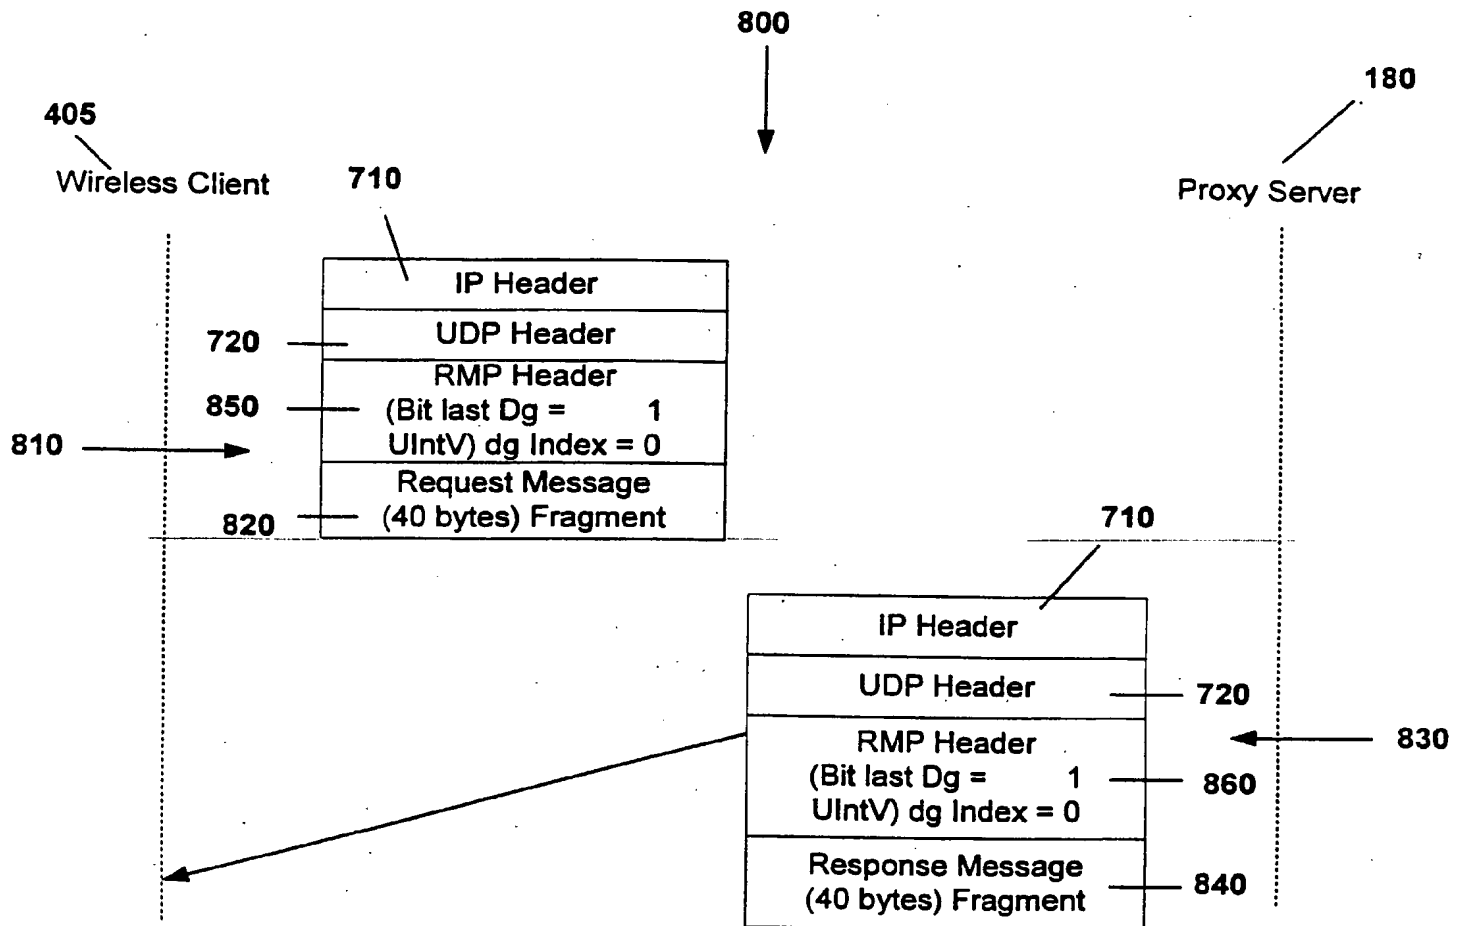 800
180
405
Wireless Client
710
Proxy Server
IP Header
720
UDP Header
RMP Header
850
(Bit last Dg = 1
810
UIntV) dg Index = 0
Request Message
820
(40 bytes) Fragment
710
IP Header
UDP Header
720
RMP Header
830
(Bit last Dg = 1
860
UIntV) dg Index = 0
Response Message
840
(40 bytes) Fragment